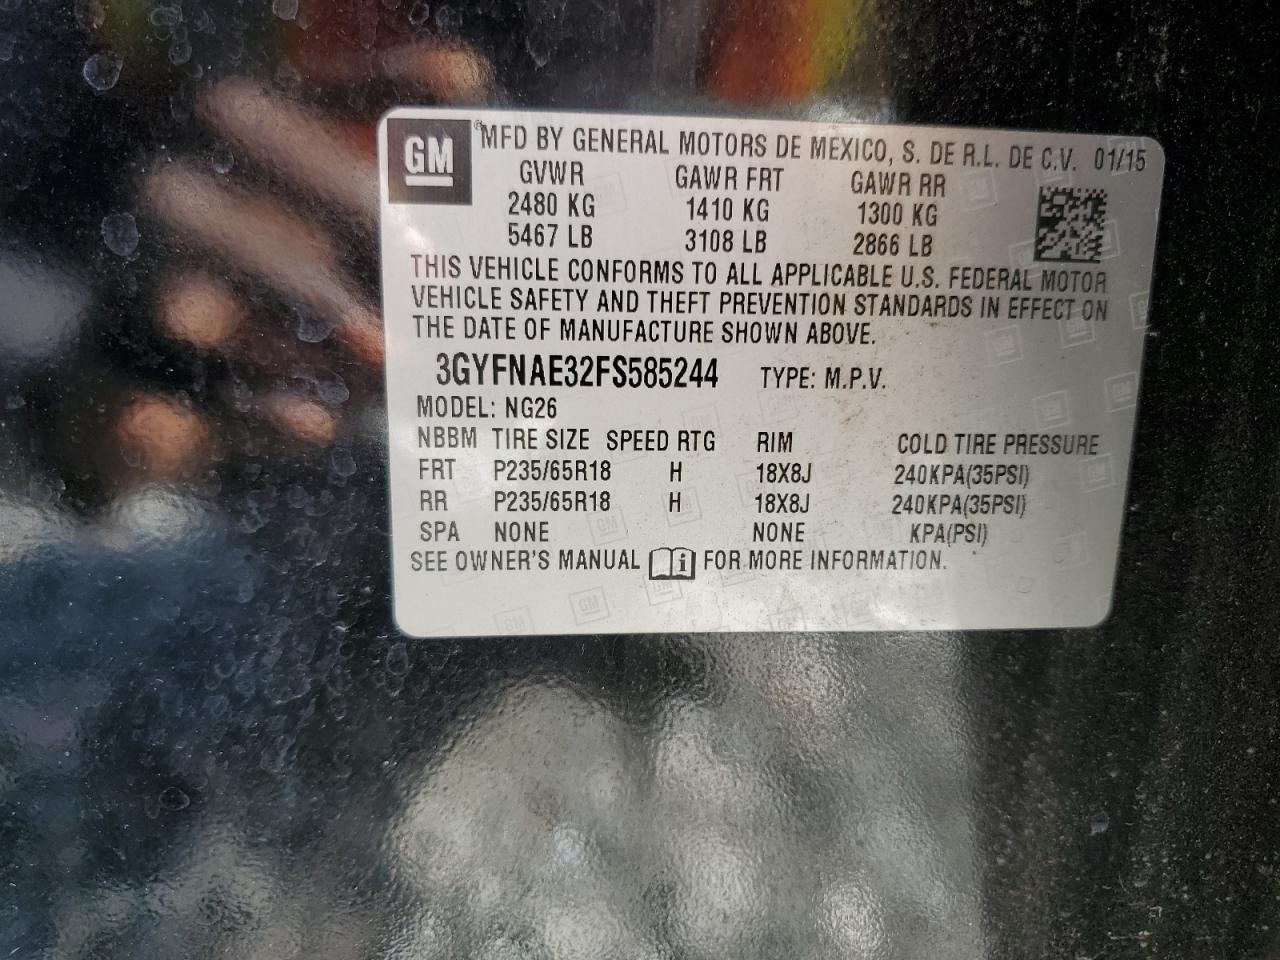 GM ® MFD BY GENERAL MOTORS DE MEXICO, S. DE R.L. DE C.V. 01/15
GVWR GAWR FRT GAWR RR
2480 KG 1410 KG 1300 KG
5467 LB 3108 LB 2866 LB
THIS VEHICLE CONFORMS TO ALL APPLICABLE U.S. FEDERAL MOTOR
VEHICLE SAFETY AND THEFT PREVENTION STANDARDS IN EFFECT ON
THE DATE OF MANUFACTURE SHOWN ABOVE.
3GYFNAE32FS585244 TYPE: M.P.V.
MODEL: NG26
NBBM TIRE SIZE SPEED RTG RIM COLD TIRE PRESSURE
FRT P235/65R18 H 18X8J 240KPA(35PSI)
RR P235/65R18 H 18X8J 240KPA(35PSI)
SPA NONE NONE KPA(PSI)
SEE OWNER'S MANUAL i FOR MORE INFORMATION.